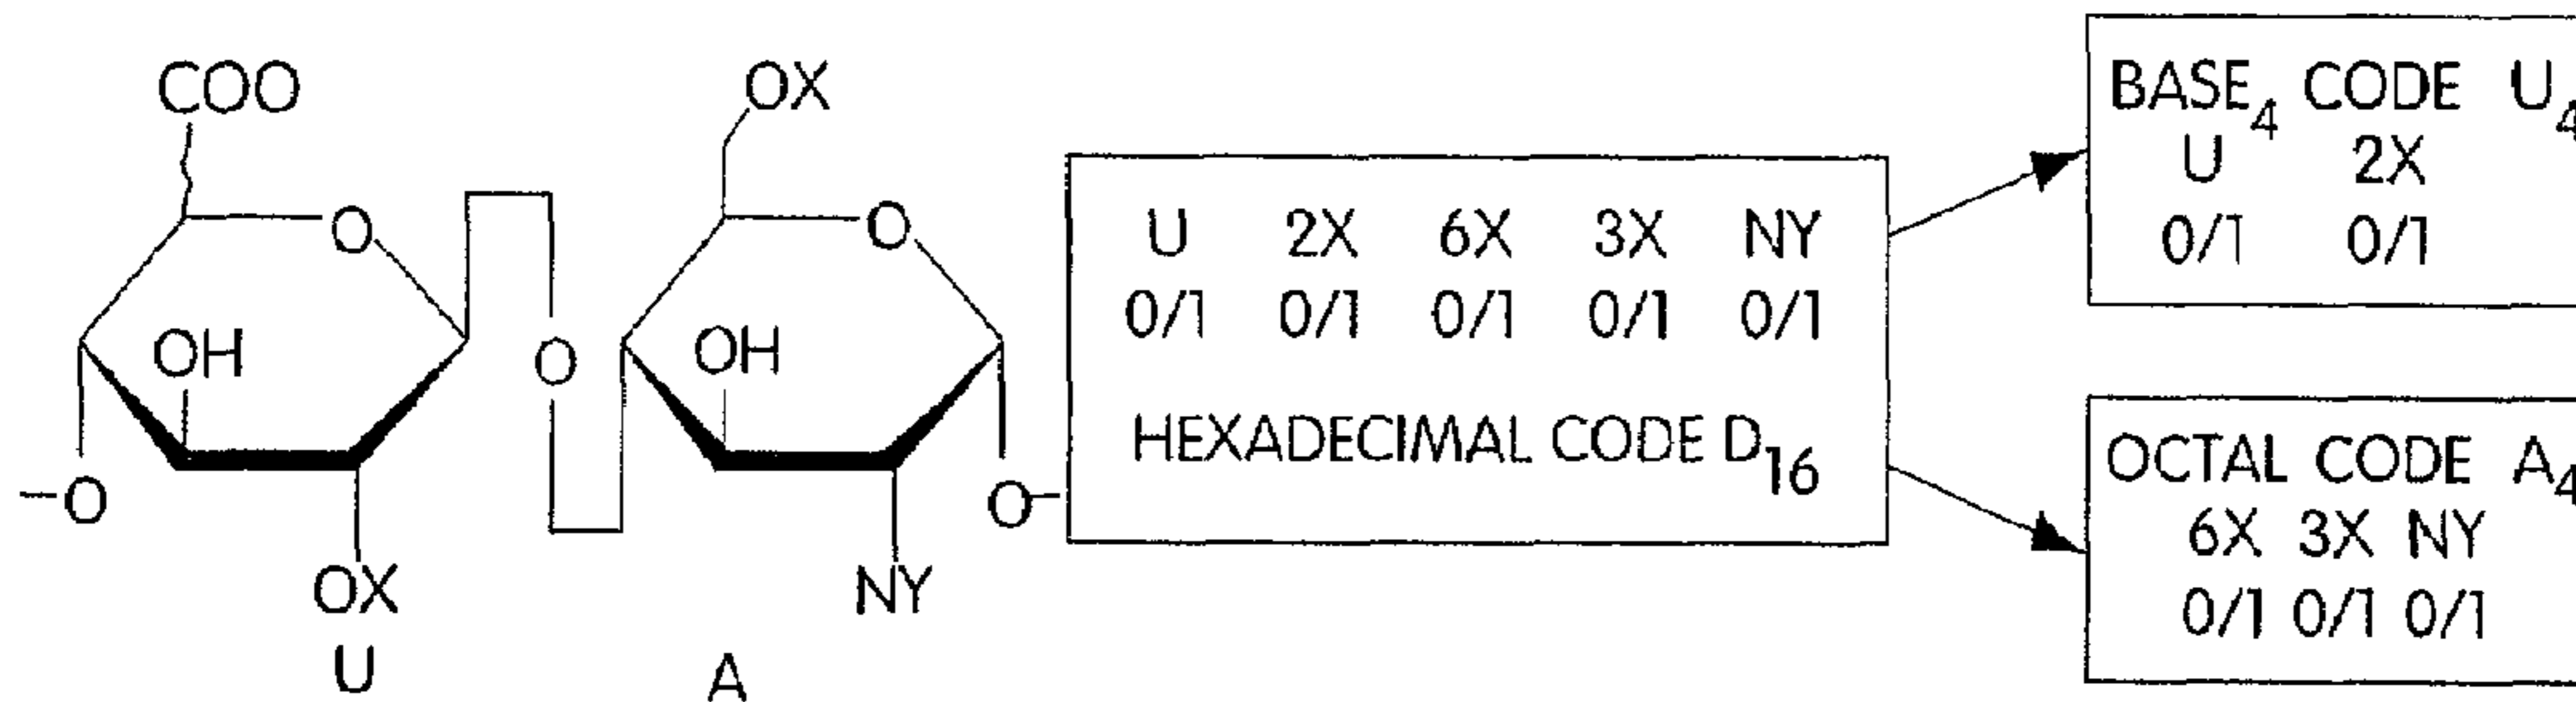 COO
O
OH
O
OX
U
O
OX
O
OH
O
NY
A
U 2X 6X 3X NY
0/1 0/1 0/1 0/1 0/1
HEXADECIMAL CODE D16
BASE4 CODE U4
U 2X
0/1 0/1
OCTAL CODE A4
6X 3X NY
0/1 0/1 0/1